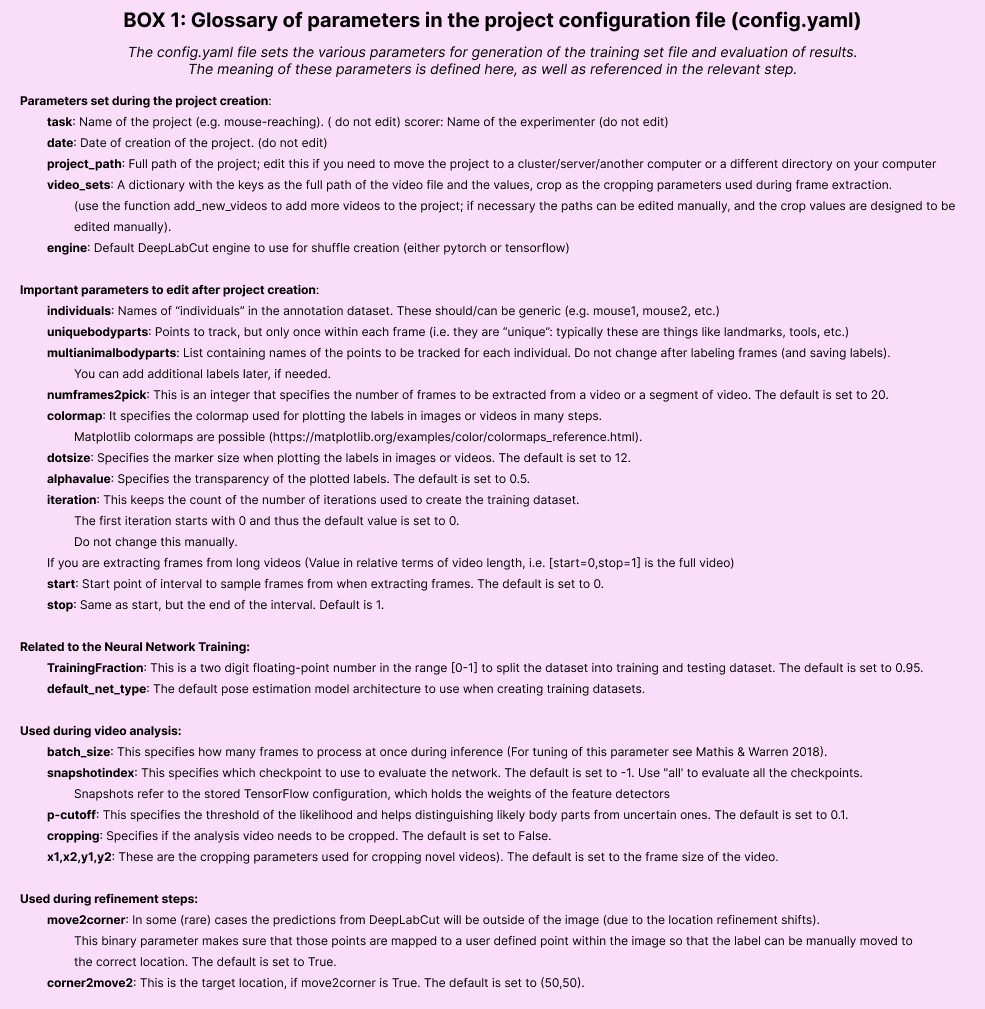 BOX 1: Glossary of parameters in the project configuration file (config.yaml)
The config.yaml file sets the various parameters for generation of the training set file and evaluation of results.
The meaning of these parameters is defined here, as well as referenced in the relevant step.
Parameters set during the project creation:
task: Name of the project (e.g. mouse-reaching). ( do not edit) scorer: Name of the experimenter (do not edit)
date: Date of creation of the project. (do not edit)
project_path: Full path of the project; edit this if you need to move the project to a cluster/server/another computer or a different directory on your computer
video_sets: A dictionary with the keys as the full path of the video file and the values, crop as the cropping parameters used during frame extraction.
(use the function add_new_videos to add more videos to the project; if necessary the paths can be edited manually, and the crop values are designed to be
edited manually).
engine: Default DeepLabCut engine to use for shuffle creation (either pytorch or tensorflow)
Important parameters to edit after project creation:
individuals: Names of “individuals” in the annotation dataset. These should/can be generic (e.g. mouse1, mouse2, etc.)
uniquebodyparts: Points to track, but only once within each frame (i.e. they are “unique”: typically these are things like landmarks, tools, etc.)
multianimalbodyparts: List containing names of the points to be tracked for each individual. Do not change after labeling frames (and saving labels).
You can add additional labels later, if needed.
numframes2pick: This is an integer that specifies the number of frames to be extracted from a video or a segment of video. The default is set to 20.
colormap: It specifies the colormap used for plotting the labels in images or videos in many steps.
Matplotlib colormaps are possible (https://matplotlib.org/examples/color/colormaps_reference.html).
dotsize: Specifies the marker size when plotting the labels in images or videos. The default is set to 12.
alphavalue: Specifies the transparency of the plotted labels. The default is set to 0.5.
iteration: This keeps the count of the number of iterations used to create the training dataset.
The first iteration starts with 0 and thus the default value is set to 0.
Do not change this manually.
If you are extracting frames from long videos (Value in relative terms of video length, i.e. [start=0,stop=1] is the full video)
start: Start point of interval to sample frames from when extracting frames. The default is set to 0.
stop: Same as start, but the end of the interval. Default is 1.
Related to the Neural Network Training:
TrainingFraction: This is a two digit floating-point number in the range [0-1] to split the dataset into training and testing dataset. The default is set to 0.95.
default_net_type: The default pose estimation model architecture to use when creating training datasets.
Used during video analysis:
batch_size: This specifies how many frames to process at once during inference (For tuning of this parameter see Mathis & Warren 2018).
snapshotindex: This specifies which checkpoint to use to evaluate the network. The default is set to -1. Use "all' to evaluate all the checkpoints.
Snapshots refer to the stored TensorFlow configuration, which holds the weights of the feature detectors
p-cutoff: This specifies the threshold of the likelihood and helps distinguishing likely body parts from uncertain ones. The default is set to 0.1.
cropping: Specifies if the analysis video needs to be cropped. The default is set to False.
x1,x2,y1,y2: These are the cropping parameters used for cropping novel videos). The default is set to the frame size of the video.
Used during refinement steps:
move2corner: In some (rare) cases the predictions from DeepLabCut will be outside of the image (due to the location refinement shifts).
This binary parameter makes sure that those points are mapped to a user defined point within the image so that the label can be manually moved to
the correct location. The default is set to True.
corner2move2: This is the target location, if move2corner is True. The default is set to (50,50).